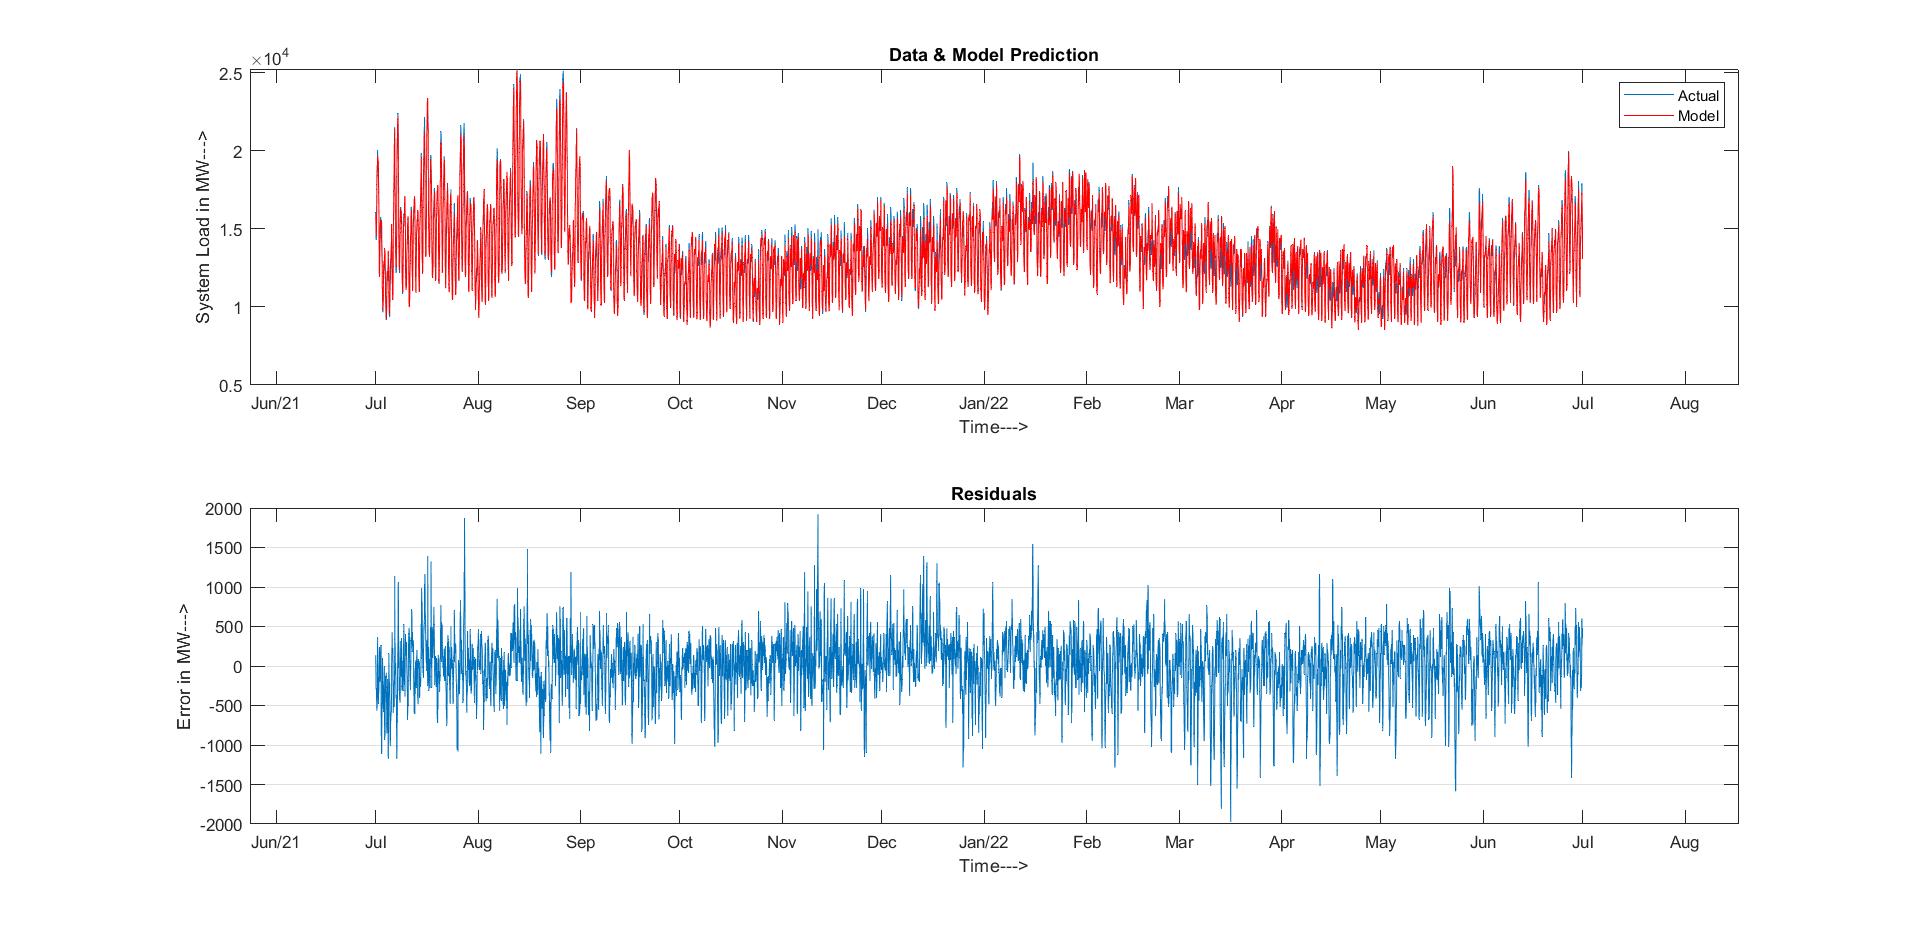 Data & Model Prediction
×10^4
2.5
2
1.5
1
0.5
System Load in MW--->
Actual
Model
Jun/21 Jul Aug Sep Oct Nov Dec Jan/22 Feb Mar Apr May Jun Jul Aug
Time--->
Residuals
2000
1500
1000
500
0
-500
-1000
-1500
-2000
Error in MW--->
Jun/21 Jul Aug Sep Oct Nov Dec Jan/22 Feb Mar Apr May Jun Jul Aug
Time--->